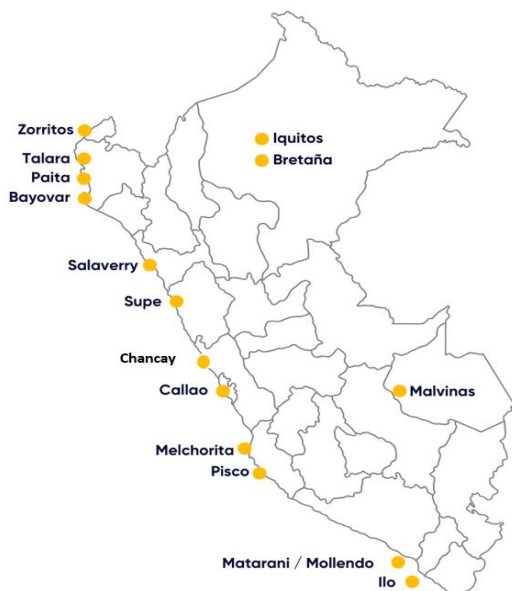 Zorritos
Iquitos
Talara
Bretaña
Paita
Bayovar
Salaverry
Supe
Chancay
Callao
Malvinas
Melchorita
Pisco
Matarani / Mollendo
Ilo